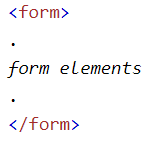 <form>
.
form elements
.
</form>